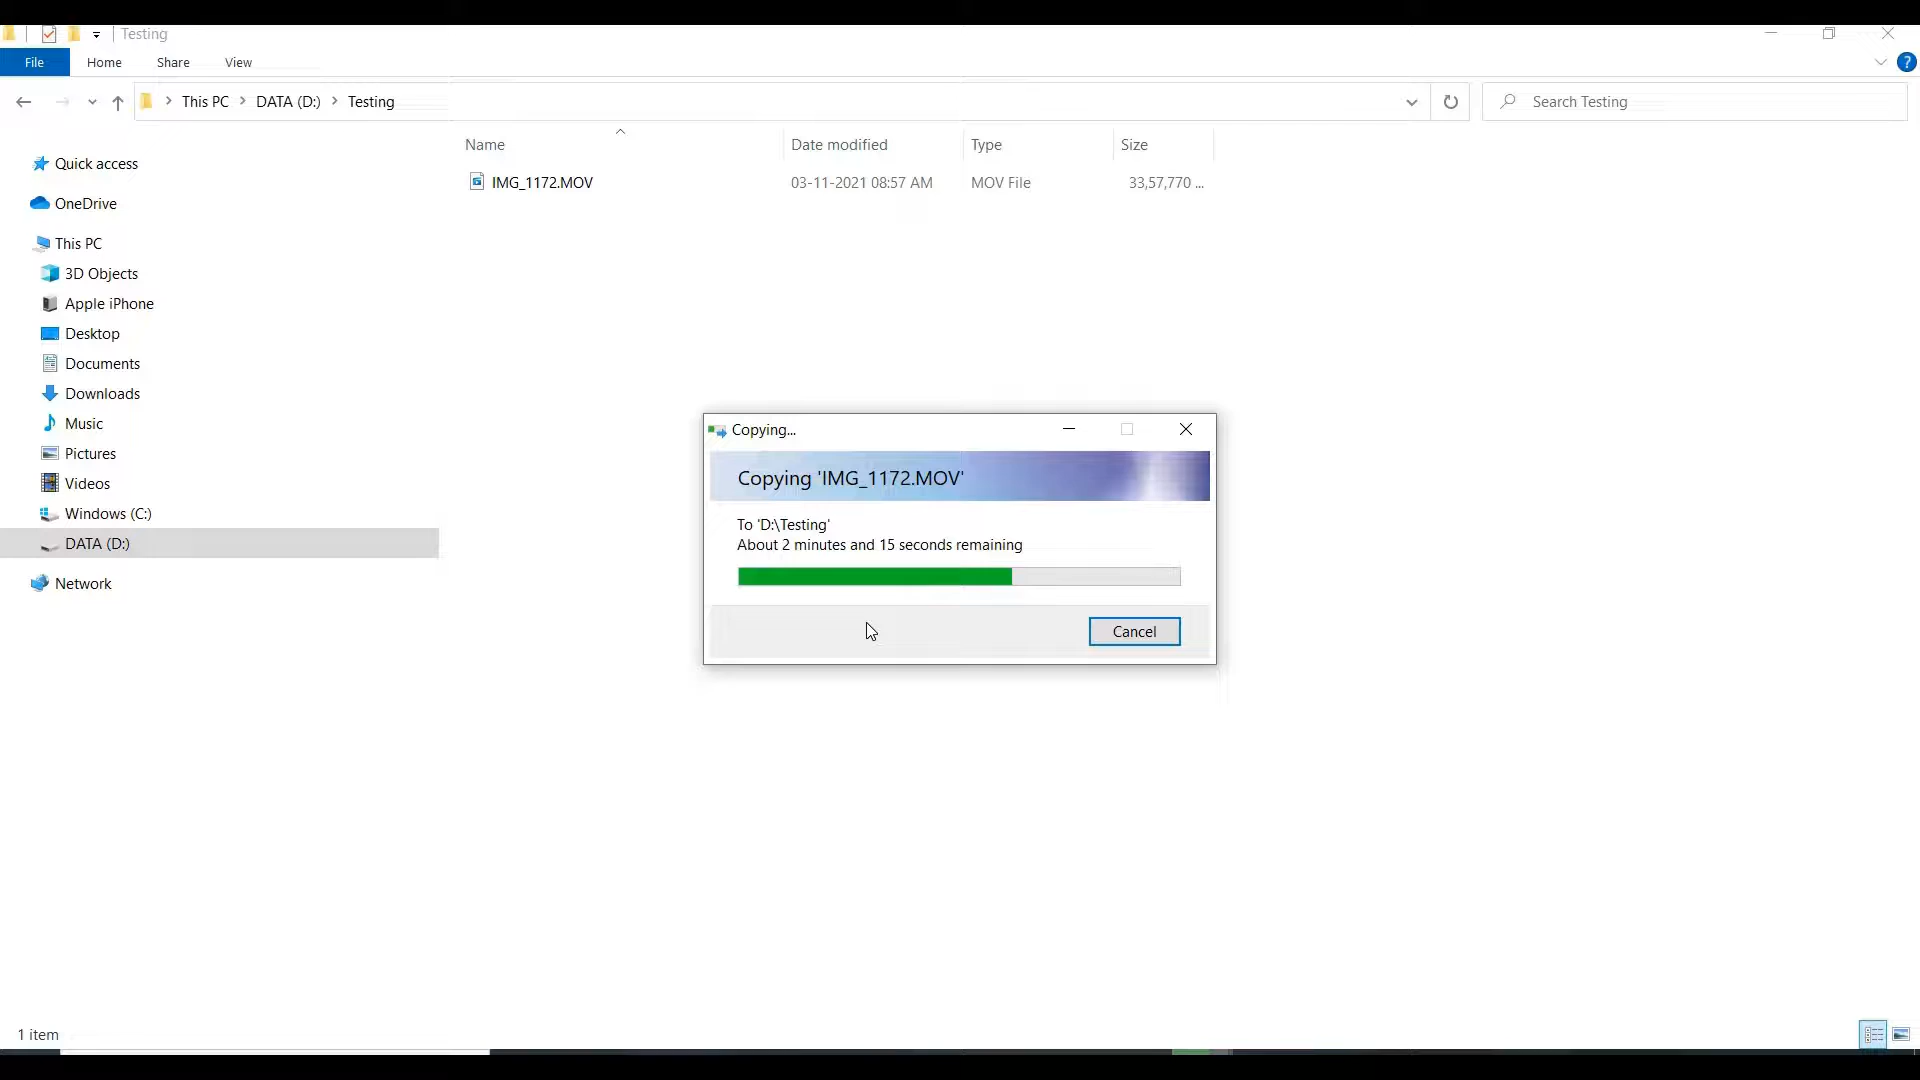 Testing
File Home Share View
?
This PC > DATA (D:) > Testing
Search Testing
Name Date modified Type Size
IMG_1172.MOV 03-11-2021 08:57 AM MOV File 33,57,770 ...
Quick access
OneDrive
This PC
3D Objects
Apple iPhone
Desktop
Documents
Downloads
Music
Pictures
Videos
Windows (C:)
DATA (D:)
Network
Copying...
Copying 'IMG_1172.MOV'
To 'D:\Testing'
About 2 minutes and 15 seconds remaining
Cancel
1 item